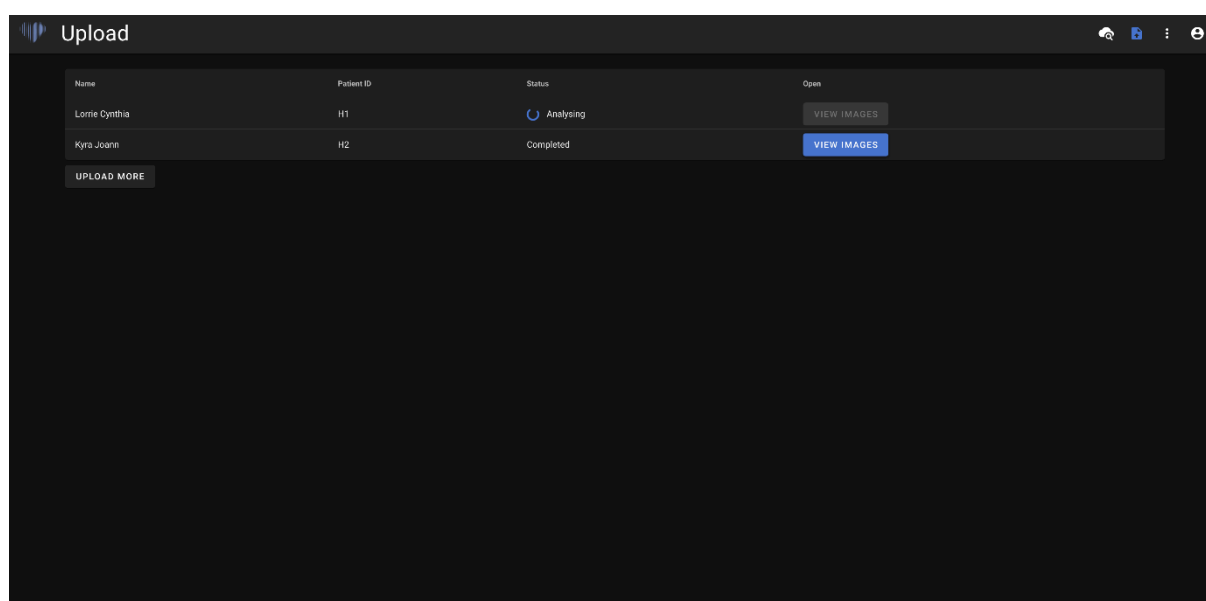 Upload
Name Patient ID Status Open
Lorrie Cynthia H1 Analysing VIEW IMAGES
Kyra Joann H2 Completed VIEW IMAGES
UPLOAD MORE